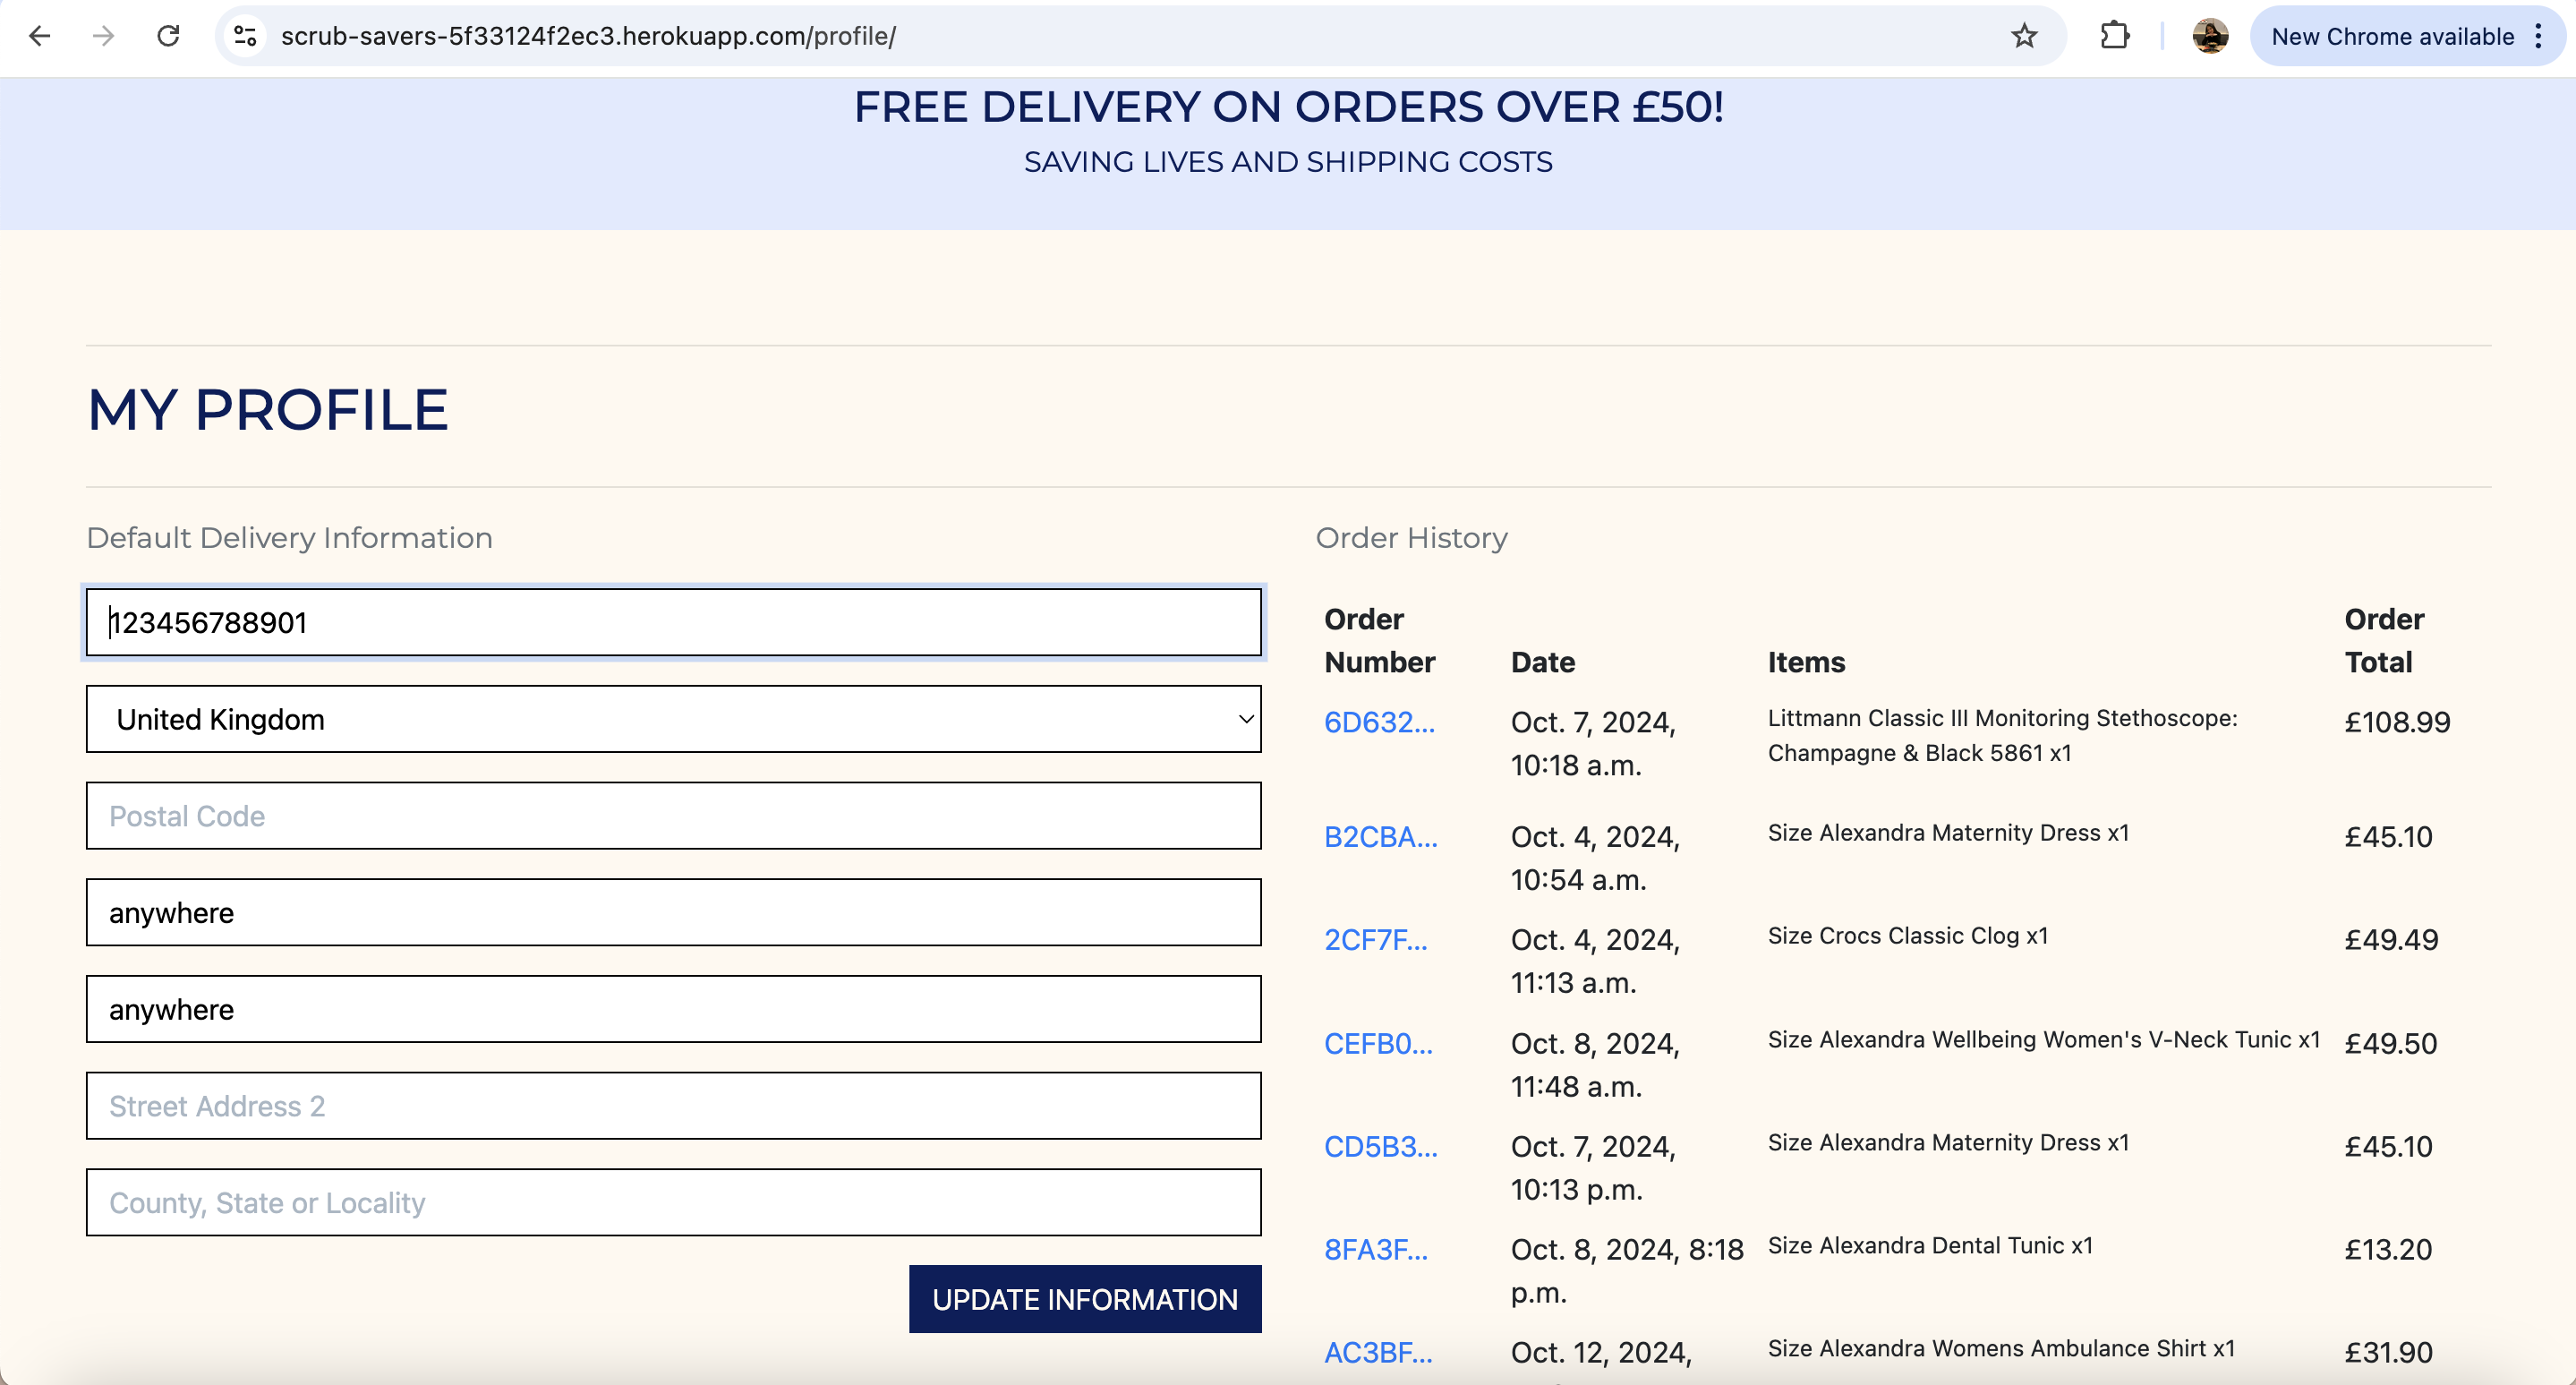 scrub-savers-5f33124f2ec3.herokuapp.com/profile/
New Chrome available
FREE DELIVERY ON ORDERS OVER £50!
SAVING LIVES AND SHIPPING COSTS
MY PROFILE
Default Delivery Information
123456788901
United Kingdom
Postal Code
anywhere
anywhere
Street Address 2
County, State or Locality
UPDATE INFORMATION
Order History
Order Number Date Items Order Total
6D632... Oct. 7, 2024, 10:18 a.m. Littmann Classic III Monitoring Stethoscope: Champagne & Black 5861 x1 £108.99
B2CBA... Oct. 4, 2024, 10:54 a.m. Size Alexandra Maternity Dress x1 £45.10
2CF7F... Oct. 4, 2024, 11:13 a.m. Size Crocs Classic Clog x1 £49.49
CEFB0... Oct. 8, 2024, 11:48 a.m. Size Alexandra Wellbeing Women's V-Neck Tunic x1 £49.50
CD5B3... Oct. 7, 2024, 10:13 p.m. Size Alexandra Maternity Dress x1 £45.10
8FA3F... Oct. 8, 2024, 8:18 p.m. Size Alexandra Dental Tunic x1 £13.20
AC3BF... Oct. 12, 2024, Size Alexandra Womens Ambulance Shirt x1 £31.90